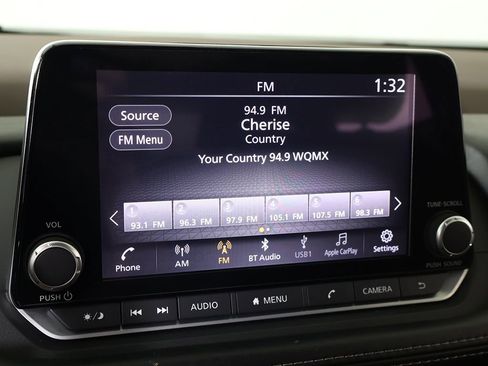 FM
1:32
94.9 FM
Source
Cherise
FM Menu
Country
Your Country 94.9 WQMX
1 2 3 4 5 6
93.1 FM 96.3 FM 97.9 FM 105.1 FM 107.5 FM 98.3 FM
TUNE·SCROLL
VOL
Phone AM FM BT Audio USB1 Apple CarPlay Settings
PUSH SOUND
PUSH
AUDIO MENU CAMERA